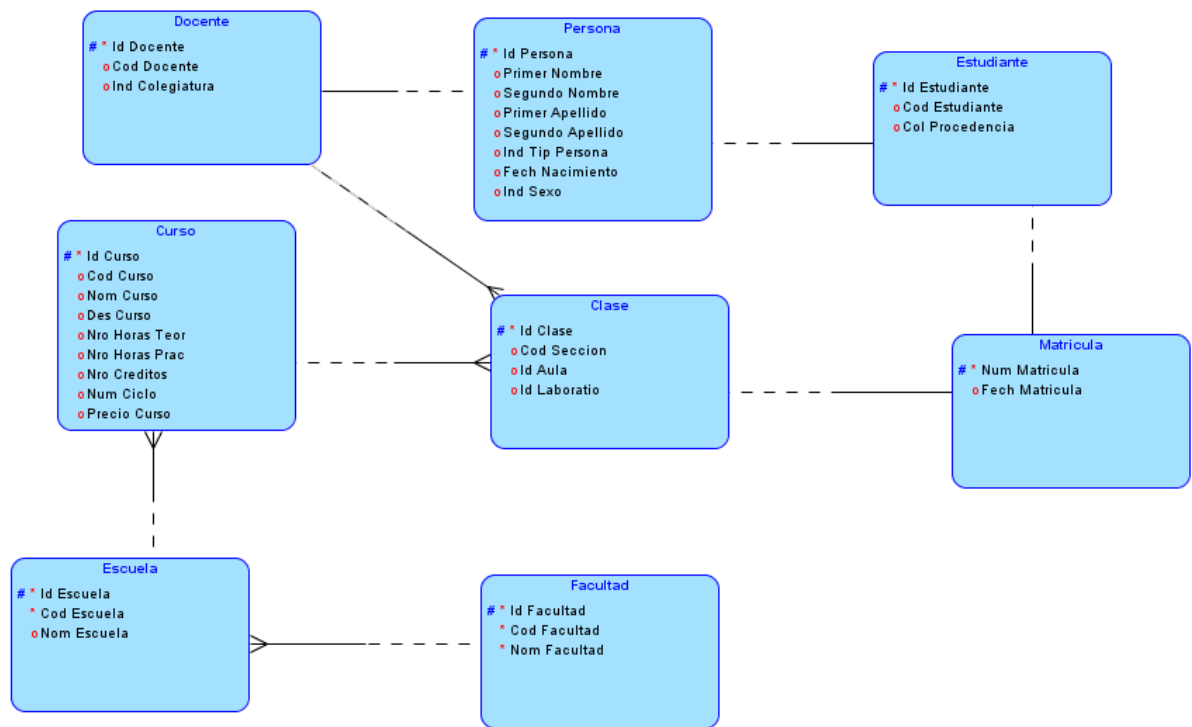 Docente
# * Id Docente
o Cod Docente
o Ind Colegiatura
Persona
# * Id Persona
o Primer Nombre
o Segundo Nombre
o Primer Apellido
o Segundo Apellido
o Ind Tip Persona
o Fech Nacimiento
o Ind Sexo
Estudiante
# * Id Estudiante
o Cod Estudiante
o Col Procedencia
Curso
# * Id Curso
o Cod Curso
o Nom Curso
o Des Curso
o Nro Horas Teor
o Nro Horas Prac
o Nro Creditos
o Num Ciclo
o Precio Curso
Clase
# * Id Clase
o Cod Seccion
o Id Aula
o Id Laboratio
Matricula
# * Num Matricula
o Fech Matricula
Escuela
# * Id Escuela
* Cod Escuela
o Nom Escuela
Facultad
# * Id Facultad
* Cod Facultad
* Nom Facultad